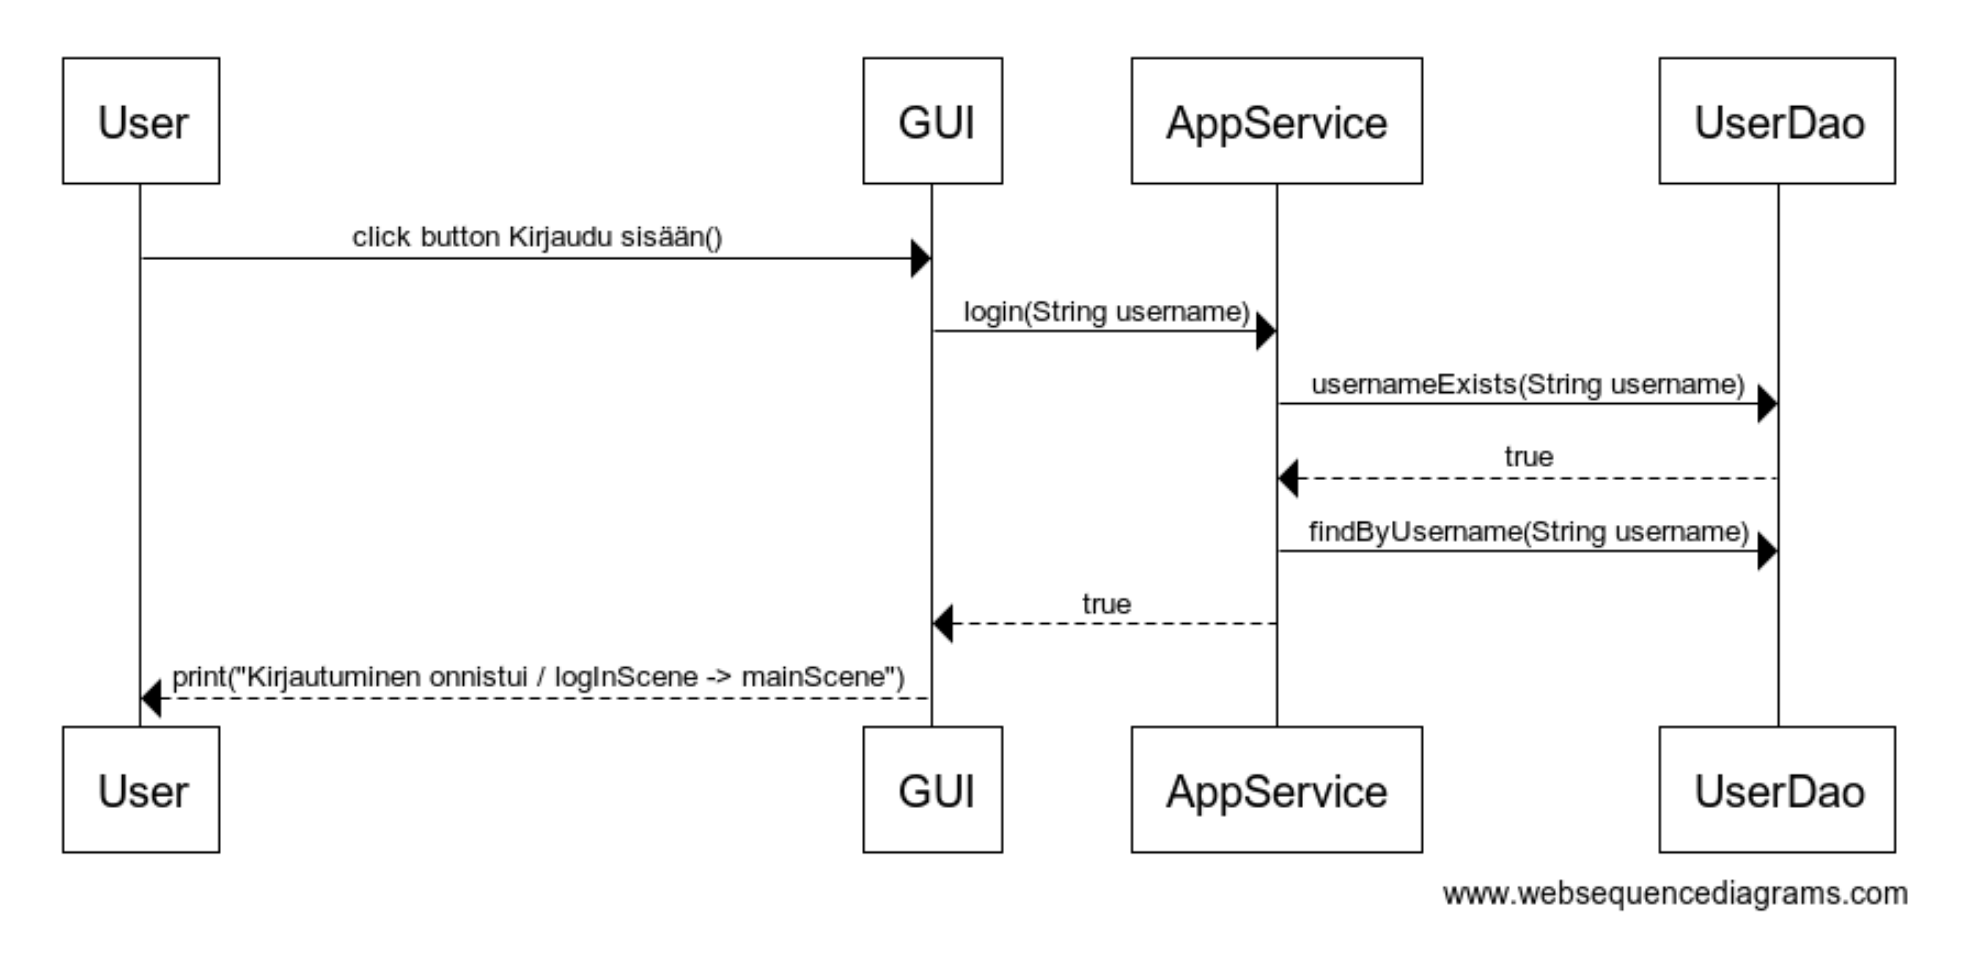 User
GUI
AppService
UserDao
click button Kirjaudu sisään()
login(String username)
usernameExists(String username)
true
findByUsername(String username)
true
print("Kirjautuminen onnistui / logInScene -> mainScene")
User
GUI
AppService
UserDao
www.websequencediagrams.com